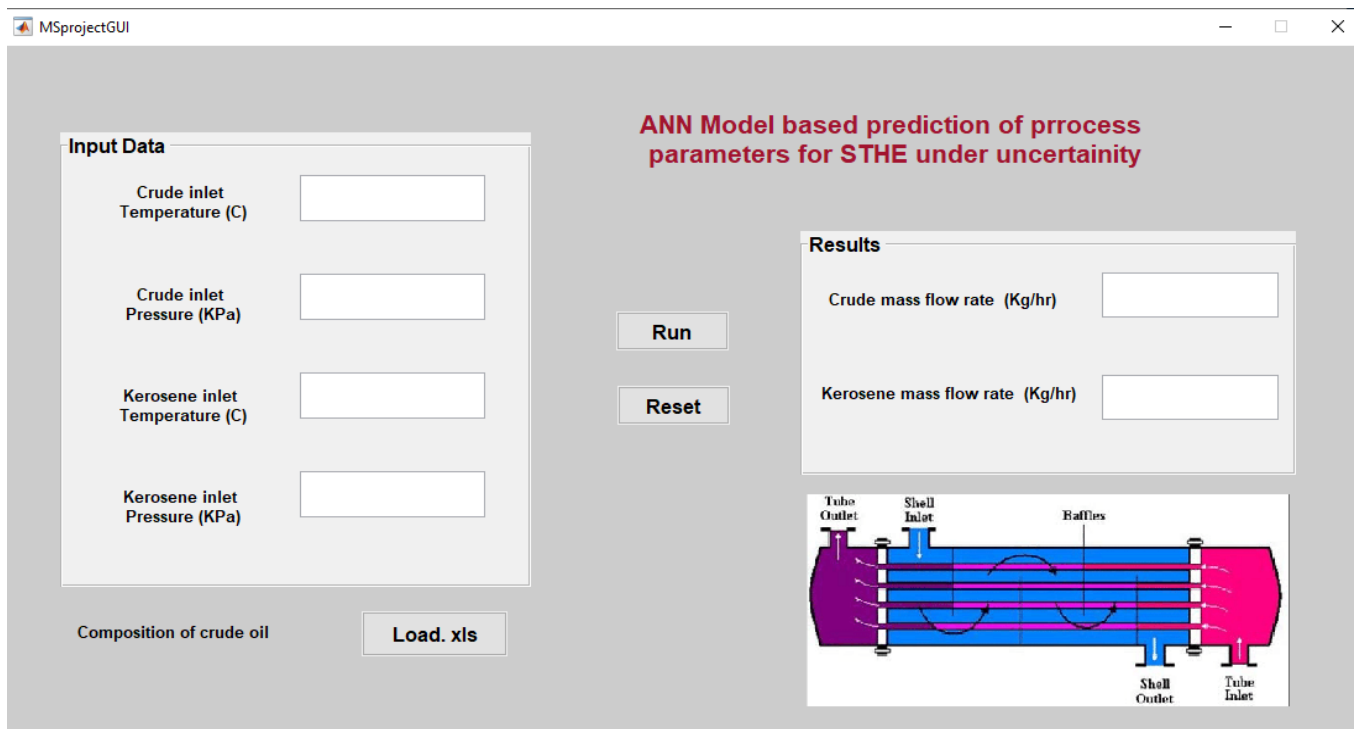 MSprojectGUI
ANN Model based prediction of prrocess
parameters for STHE under uncertainity
Input Data
Crude inlet
Temperature (C)
Crude inlet
Pressure (KPa)
Kerosene inlet
Temperature (C)
Kerosene inlet
Pressure (KPa)
Composition of crude oil
Load. xls
Run
Reset
Results
Crude mass flow rate (Kg/hr)
Kerosene mass flow rate (Kg/hr)
Tube
Outlet
Shell
Inlet
Baffles
Shell
Outlet
Tube
Inlet